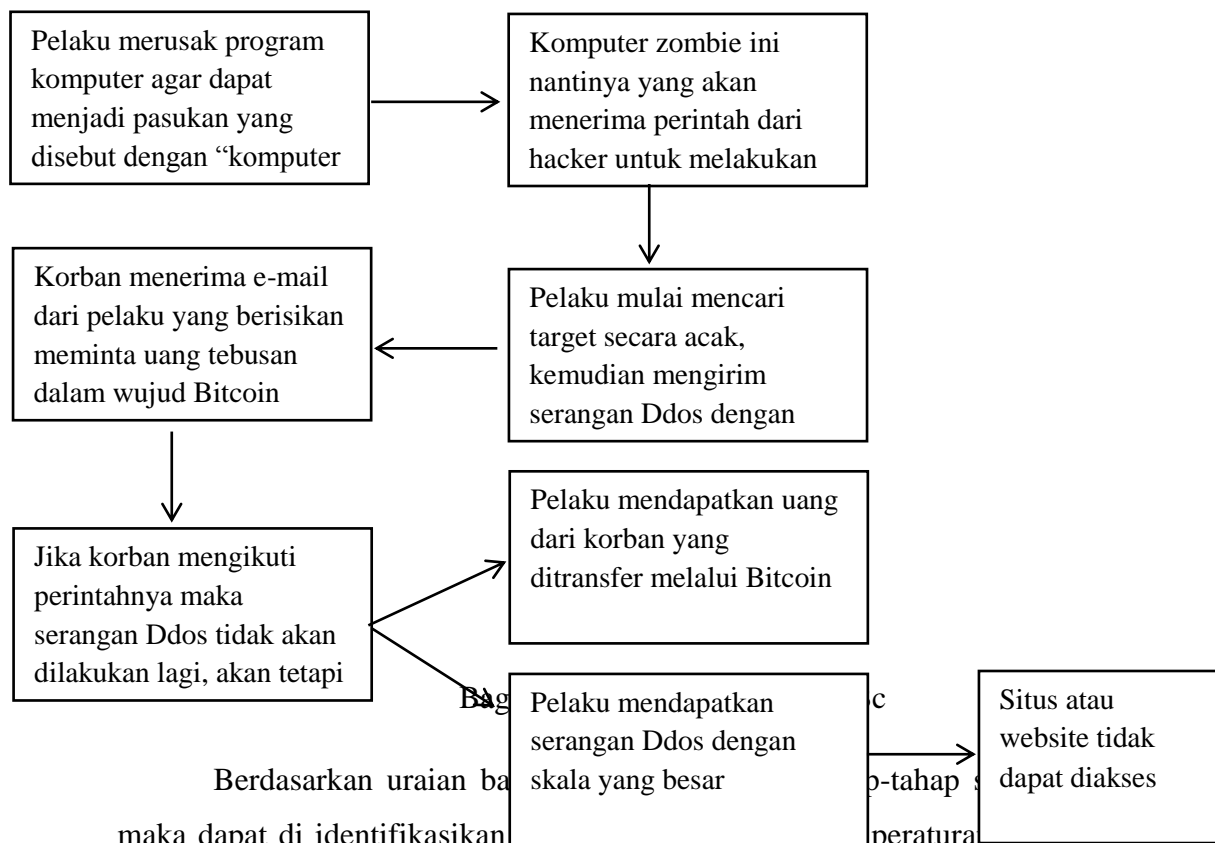 Pelaku merusak program
komputer agar dapat
menjadi pasukan yang
disebut dengan “komputer
Komputer zombie ini
nantinya yang akan
menerima perintah dari
hacker untuk melakukan
Pelaku mulai mencari
target secara acak,
kemudian mengirim
serangan Ddos dengan
Korban menerima e-mail
dari pelaku yang berisikan
meminta uang tebusan
dalam wujud Bitcoin
Jika korban mengikuti
perintahnya maka
serangan Ddos tidak akan
dilakukan lagi, akan tetapi
Pelaku mendapatkan uang
dari korban yang
ditransfer melalui Bitcoin
Pelaku mendapatkan
serangan Ddos dengan
skala yang besar
Situs atau
website tidak
dapat diakses
Berdasarkan uraian
maka dapat di identifikasikan